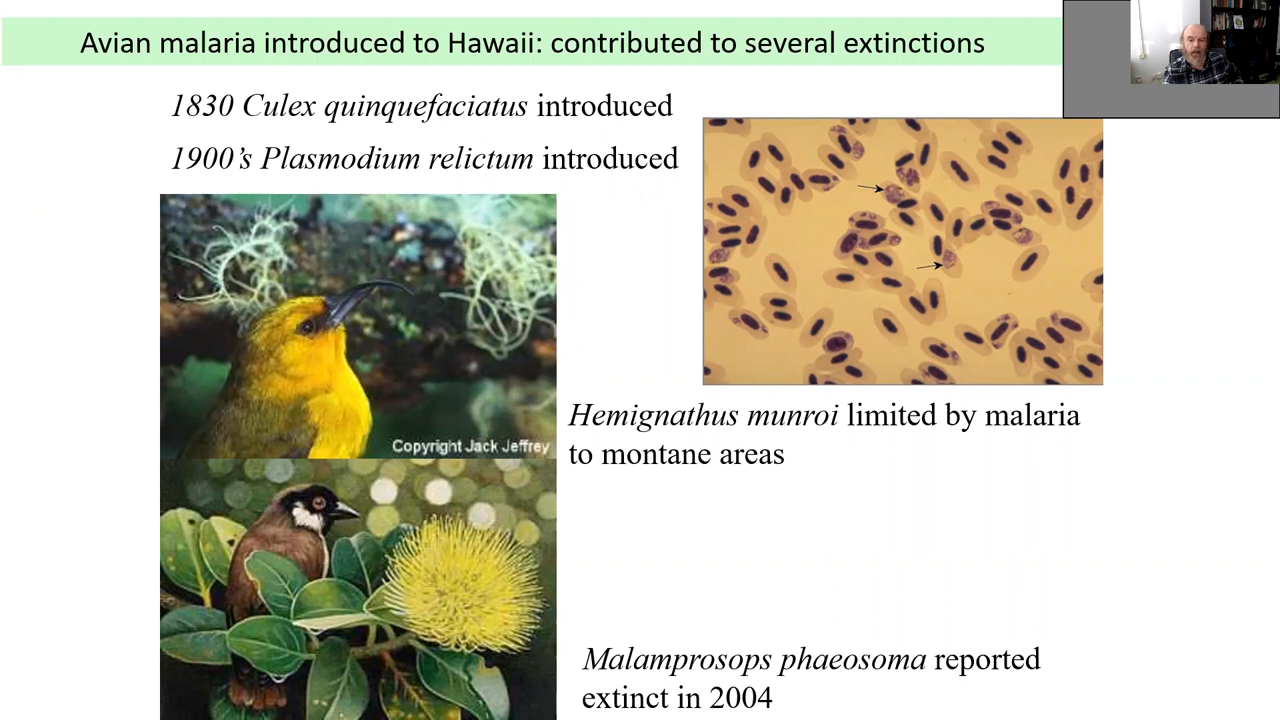 Avian malaria introduced to Hawaii: contributed to several extinctions
1830 Culex quinquefaciatus introduced
1900’s Plasmodium relictum introduced
Copyright Jack Jeffrey
Hemignathus munroi limited by malaria
to montane areas
Malamprosops phaeosoma reported
extinct in 2004